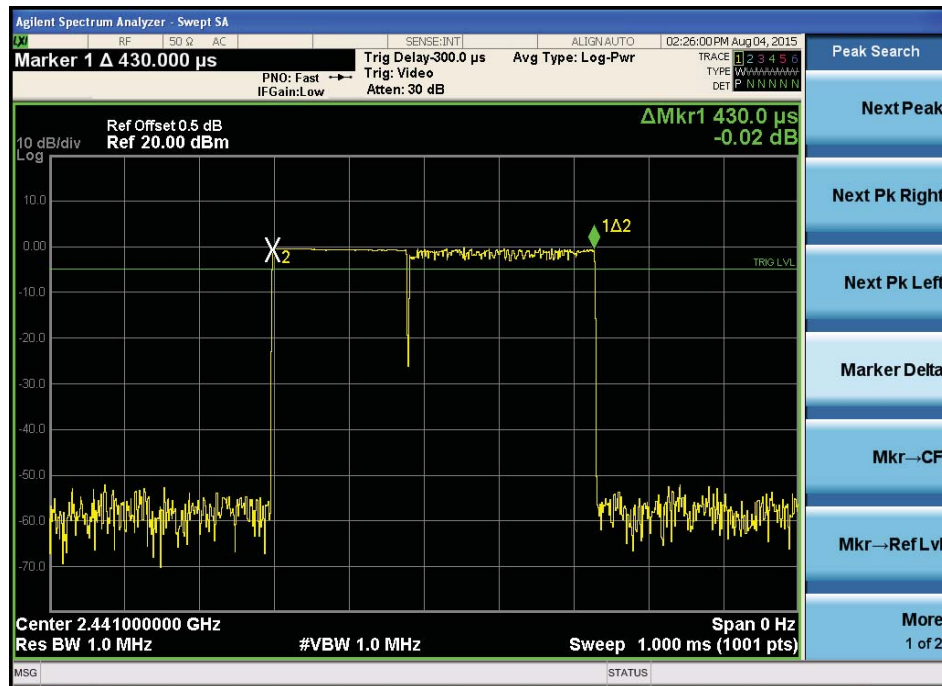 Agilent Spectrum Analyzer - Swept SA
LXI RF 50 Ω AC SENSE:INT ALIGN AUTO 02:26:00 PM Aug 04, 2015
Marker 1 Δ 430.000 μs
PNO: Fast
IFGain:Low
Trig Delay-300.0 μs
Trig: Video
Atten: 30 dB
Avg Type: Log-Pwr
TRACE 1 2 3 4 5 6
TYPE
DET P N N N N N
Peak Search
ΔMkr1 430.0 μs
-0.02 dB
Ref Offset 0.5 dB
10 dB/div Ref 20.00 dBm
Log
10.0
0.00
-10.0
-20.0
-30.0
-40.0
-50.0
-60.0
-70.0
2
1Δ2
TRIG LVL
Center 2.441000000 GHz Span 0 Hz
Res BW 1.0 MHz #VBW 1.0 MHz Sweep 1.000 ms (1001 pts)
MSG STATUS
Next Peak
Next Pk Right
Next Pk Left
Marker Delta
Mkr→CF
Mkr→Ref Lvl
More
1 of 2